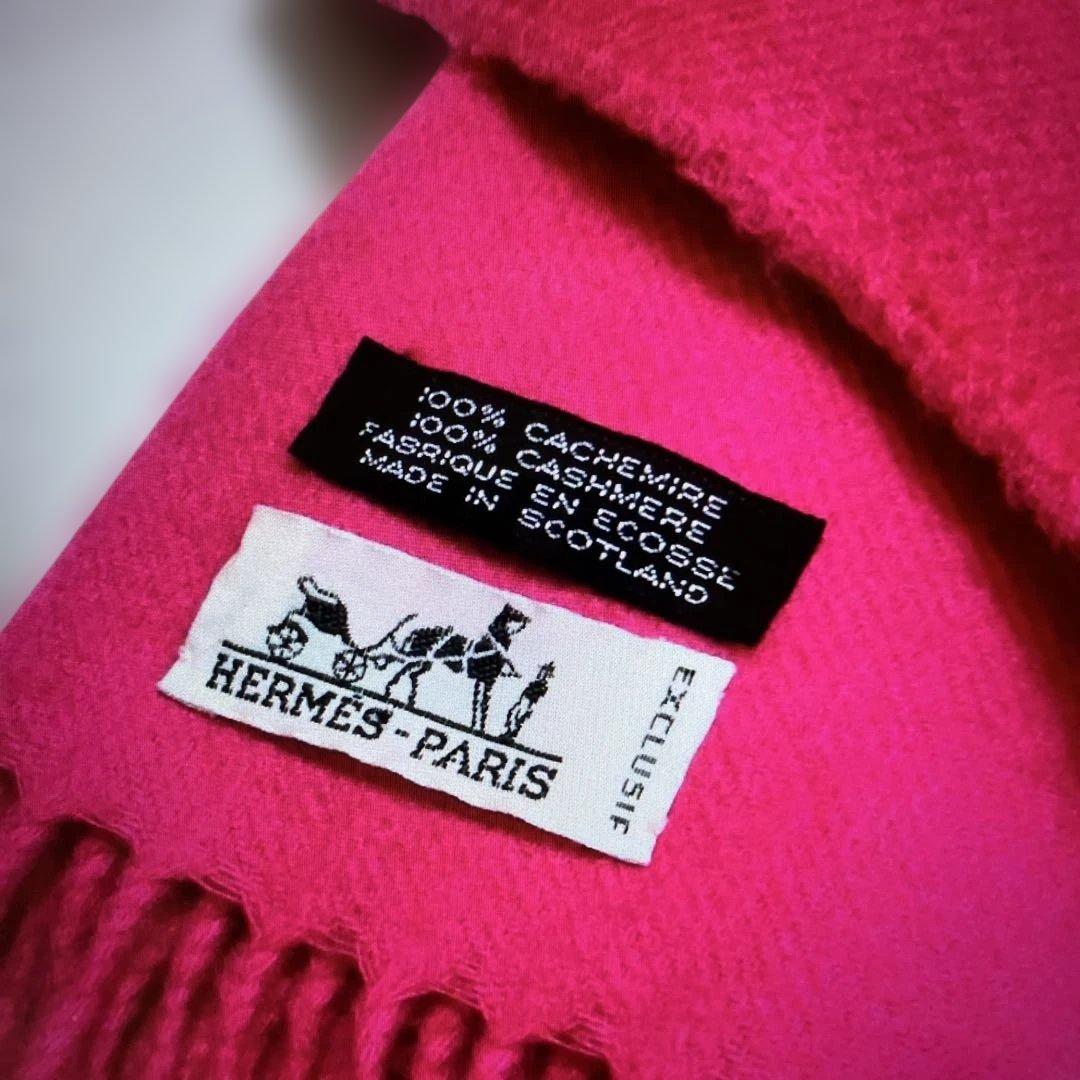 100% CACHEMIRE
100% CASHMERE
FABRIQUE EN ECOSSE
MADE IN SCOTLAND
HERMÈS-PARIS
EXCLUSIF